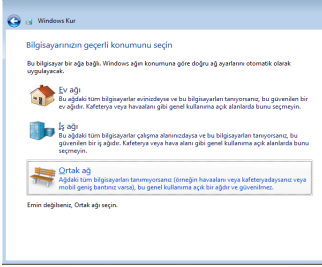 Windows Kur
Bilgisayarınızın geçerli konumunu seçin
Bu bilgisayar bir ağa bağlı. Windows ağın konumuna göre doğru ağ ayarlarını otomatik olarak
uygulayacak.
Ev ağı
Bu ağdaki tüm bilgisayarlar evinizdeyse ve bu bilgisayarları tanıyorsanız, bu güvenilen bir
ev ağıdır. Kafeterya veya havaalanı gibi genel kullanıma açık alanlarda bunu seçmeyin.
İş ağı
Bu ağdaki tüm bilgisayarlar çalışma alanınızdaysa ve bu bilgisayarları tanıyorsanız, bu
güvenilen bir iş ağıdır. Kafeterya veya hava alanı gibi genel kullanıma açık alanlarda bunu
seçmeyin.
Ortak ağ
Ağdaki tüm bilgisayarları tanımıyorsanız (örneğin havaalanı veya kafeteryadaysanız veya
mobil geniş bantınız varsa), bu genel kullanıma açık bir ağdır ve güvenilmez.
Emin değilseniz, Ortak ağı seçin.